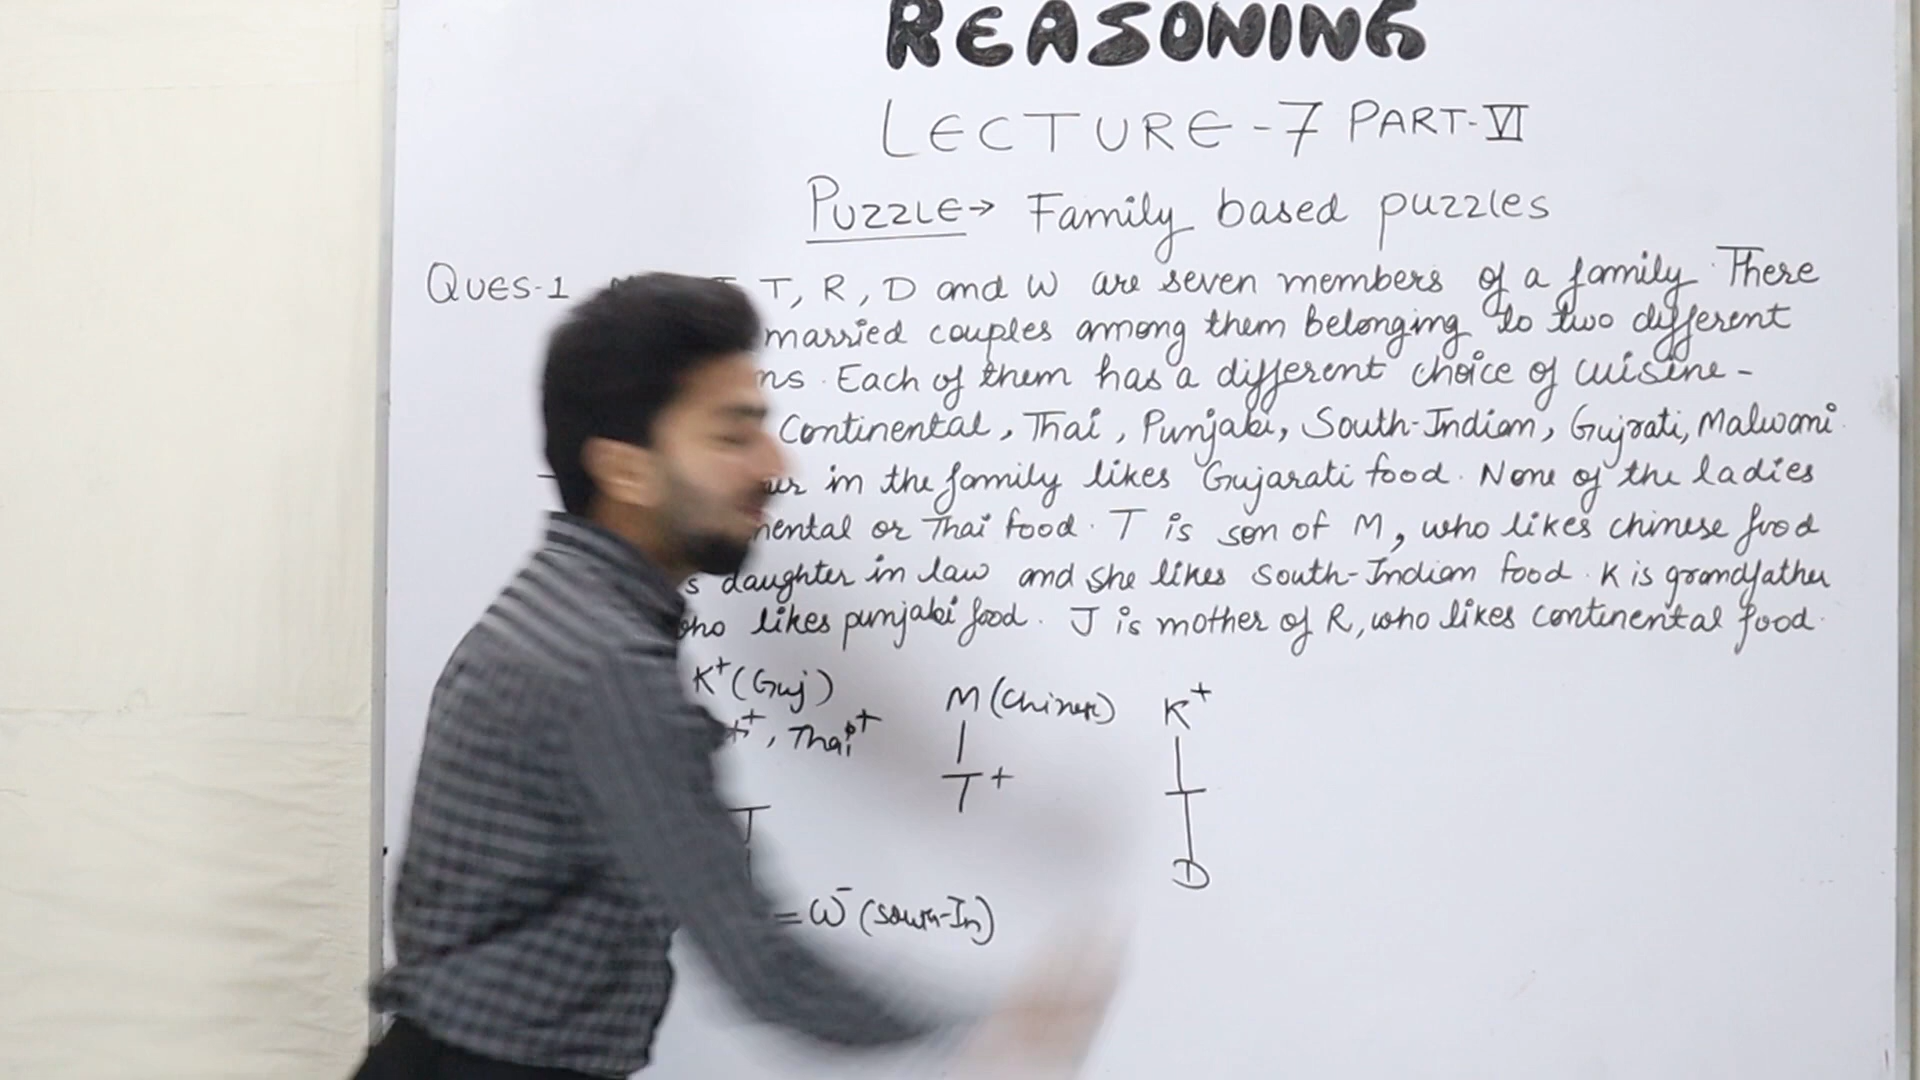 REASONING
LECTURE-7 PART-VI
PUZZLE→ Family based puzzles
QUES-1 T, R, D and W are seven members of a family. There
married couples among them belonging to two different
Each of them has a different choice of cuisine-
Continental, Thai, Punjabi, South-Indian, Gujrati, Malwani.
in the family likes Gujarati food. None of the ladies
or Thai food. T is son of M, who likes chinese food
daughter in law and she likes South-Indian food. K is grandfather
likes punjabi food. J is mother of R, who likes continental food.
K+ (Guj)
M (Chinese) K+
, Thai+
T+
T
D
= W- (South-In)